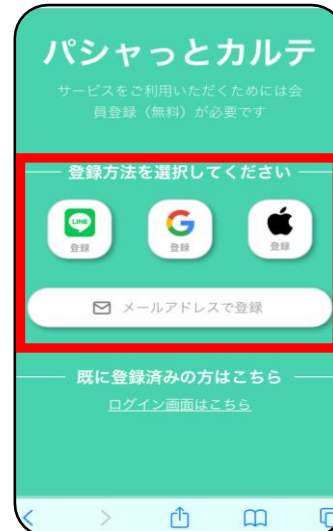 パシャっとカルテ
サービスをご利用いただくためには会
員登録（無料）が必要です
登録方法を選択してください
LINE
登録
G
登録
登録
メールアドレスで登録
既に登録済みの方はこちら
ログイン画面はこちら